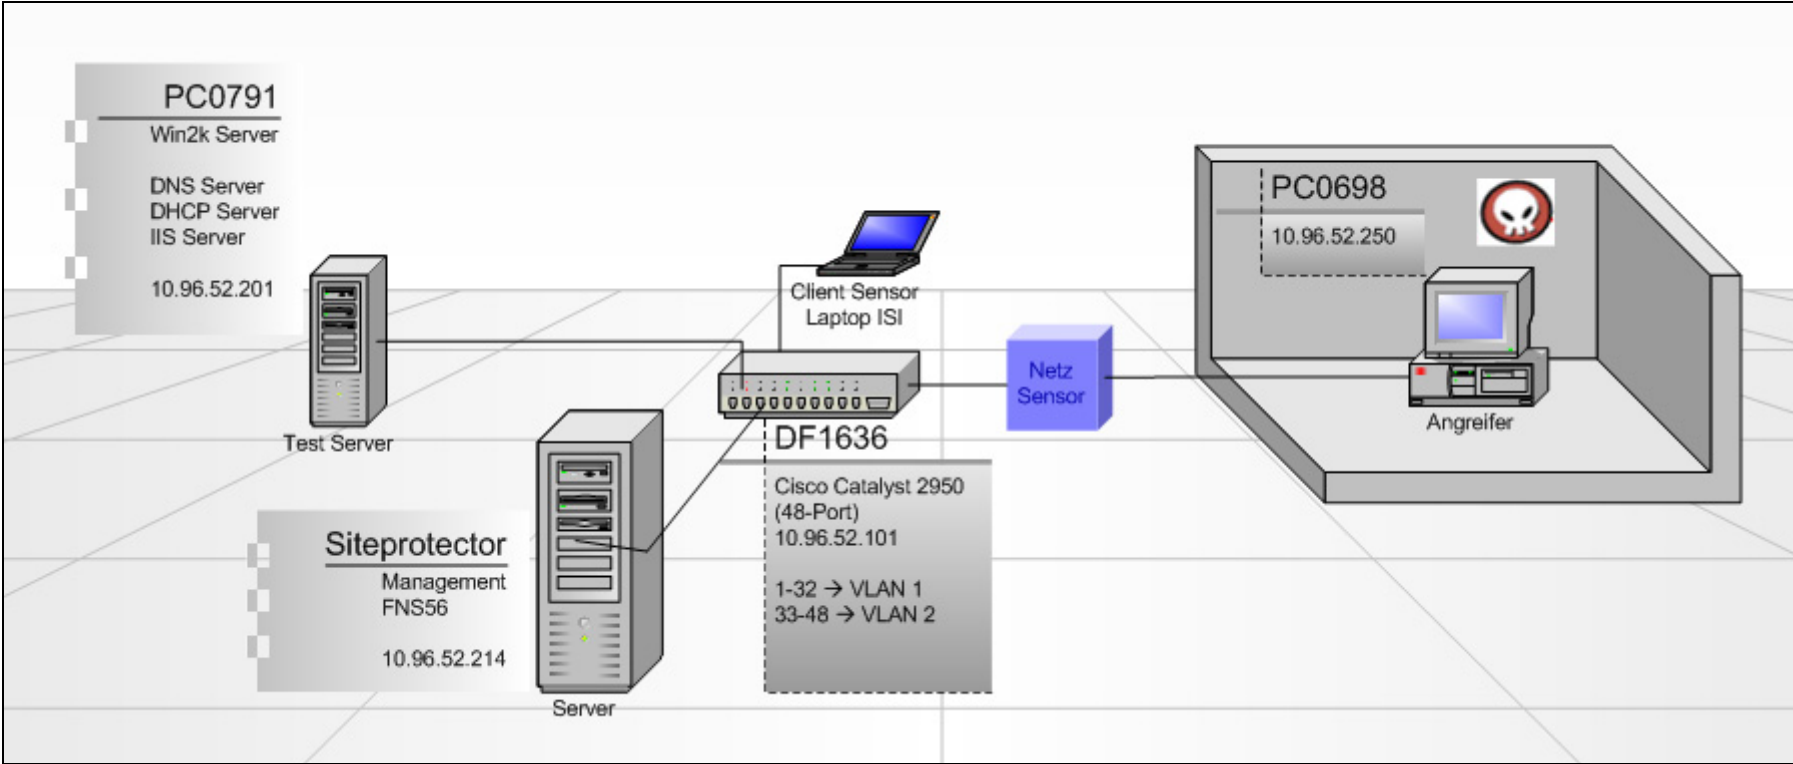 PC0791
Win2k Server
DNS Server
DHCP Server
IIS Server
10.96.52.201
Test Server
Client Sensor
Laptop ISI
Netz
Sensor
PC0698
10.96.52.250
Angreifer
DF1636
Cisco Catalyst 2950
(48-Port)
10.96.52.101
1-32 → VLAN 1
33-48 → VLAN 2
Siteprotector
Management
FNS56
10.96.52.214
Server